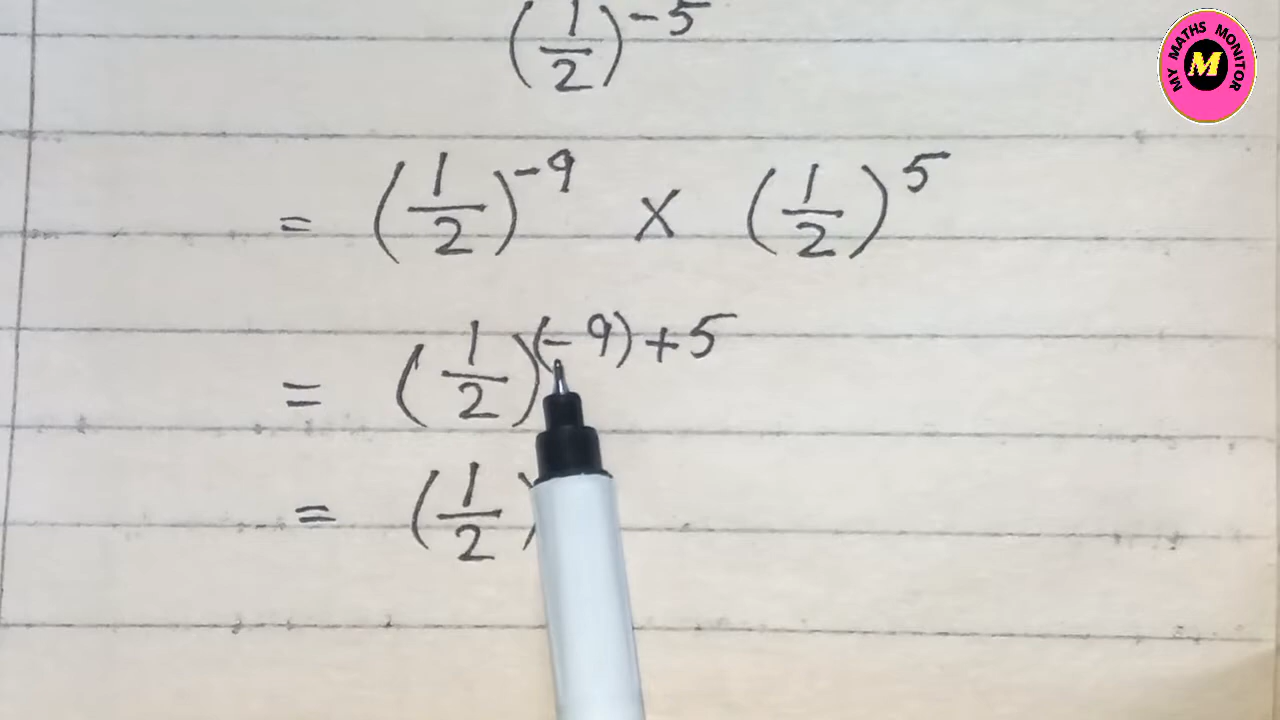 (1/2)^-5
= (1/2)^-9 X (1/2)^5
= (1/2)^(-9)+5
= (1/2)
MY MATHS MONITOR
M